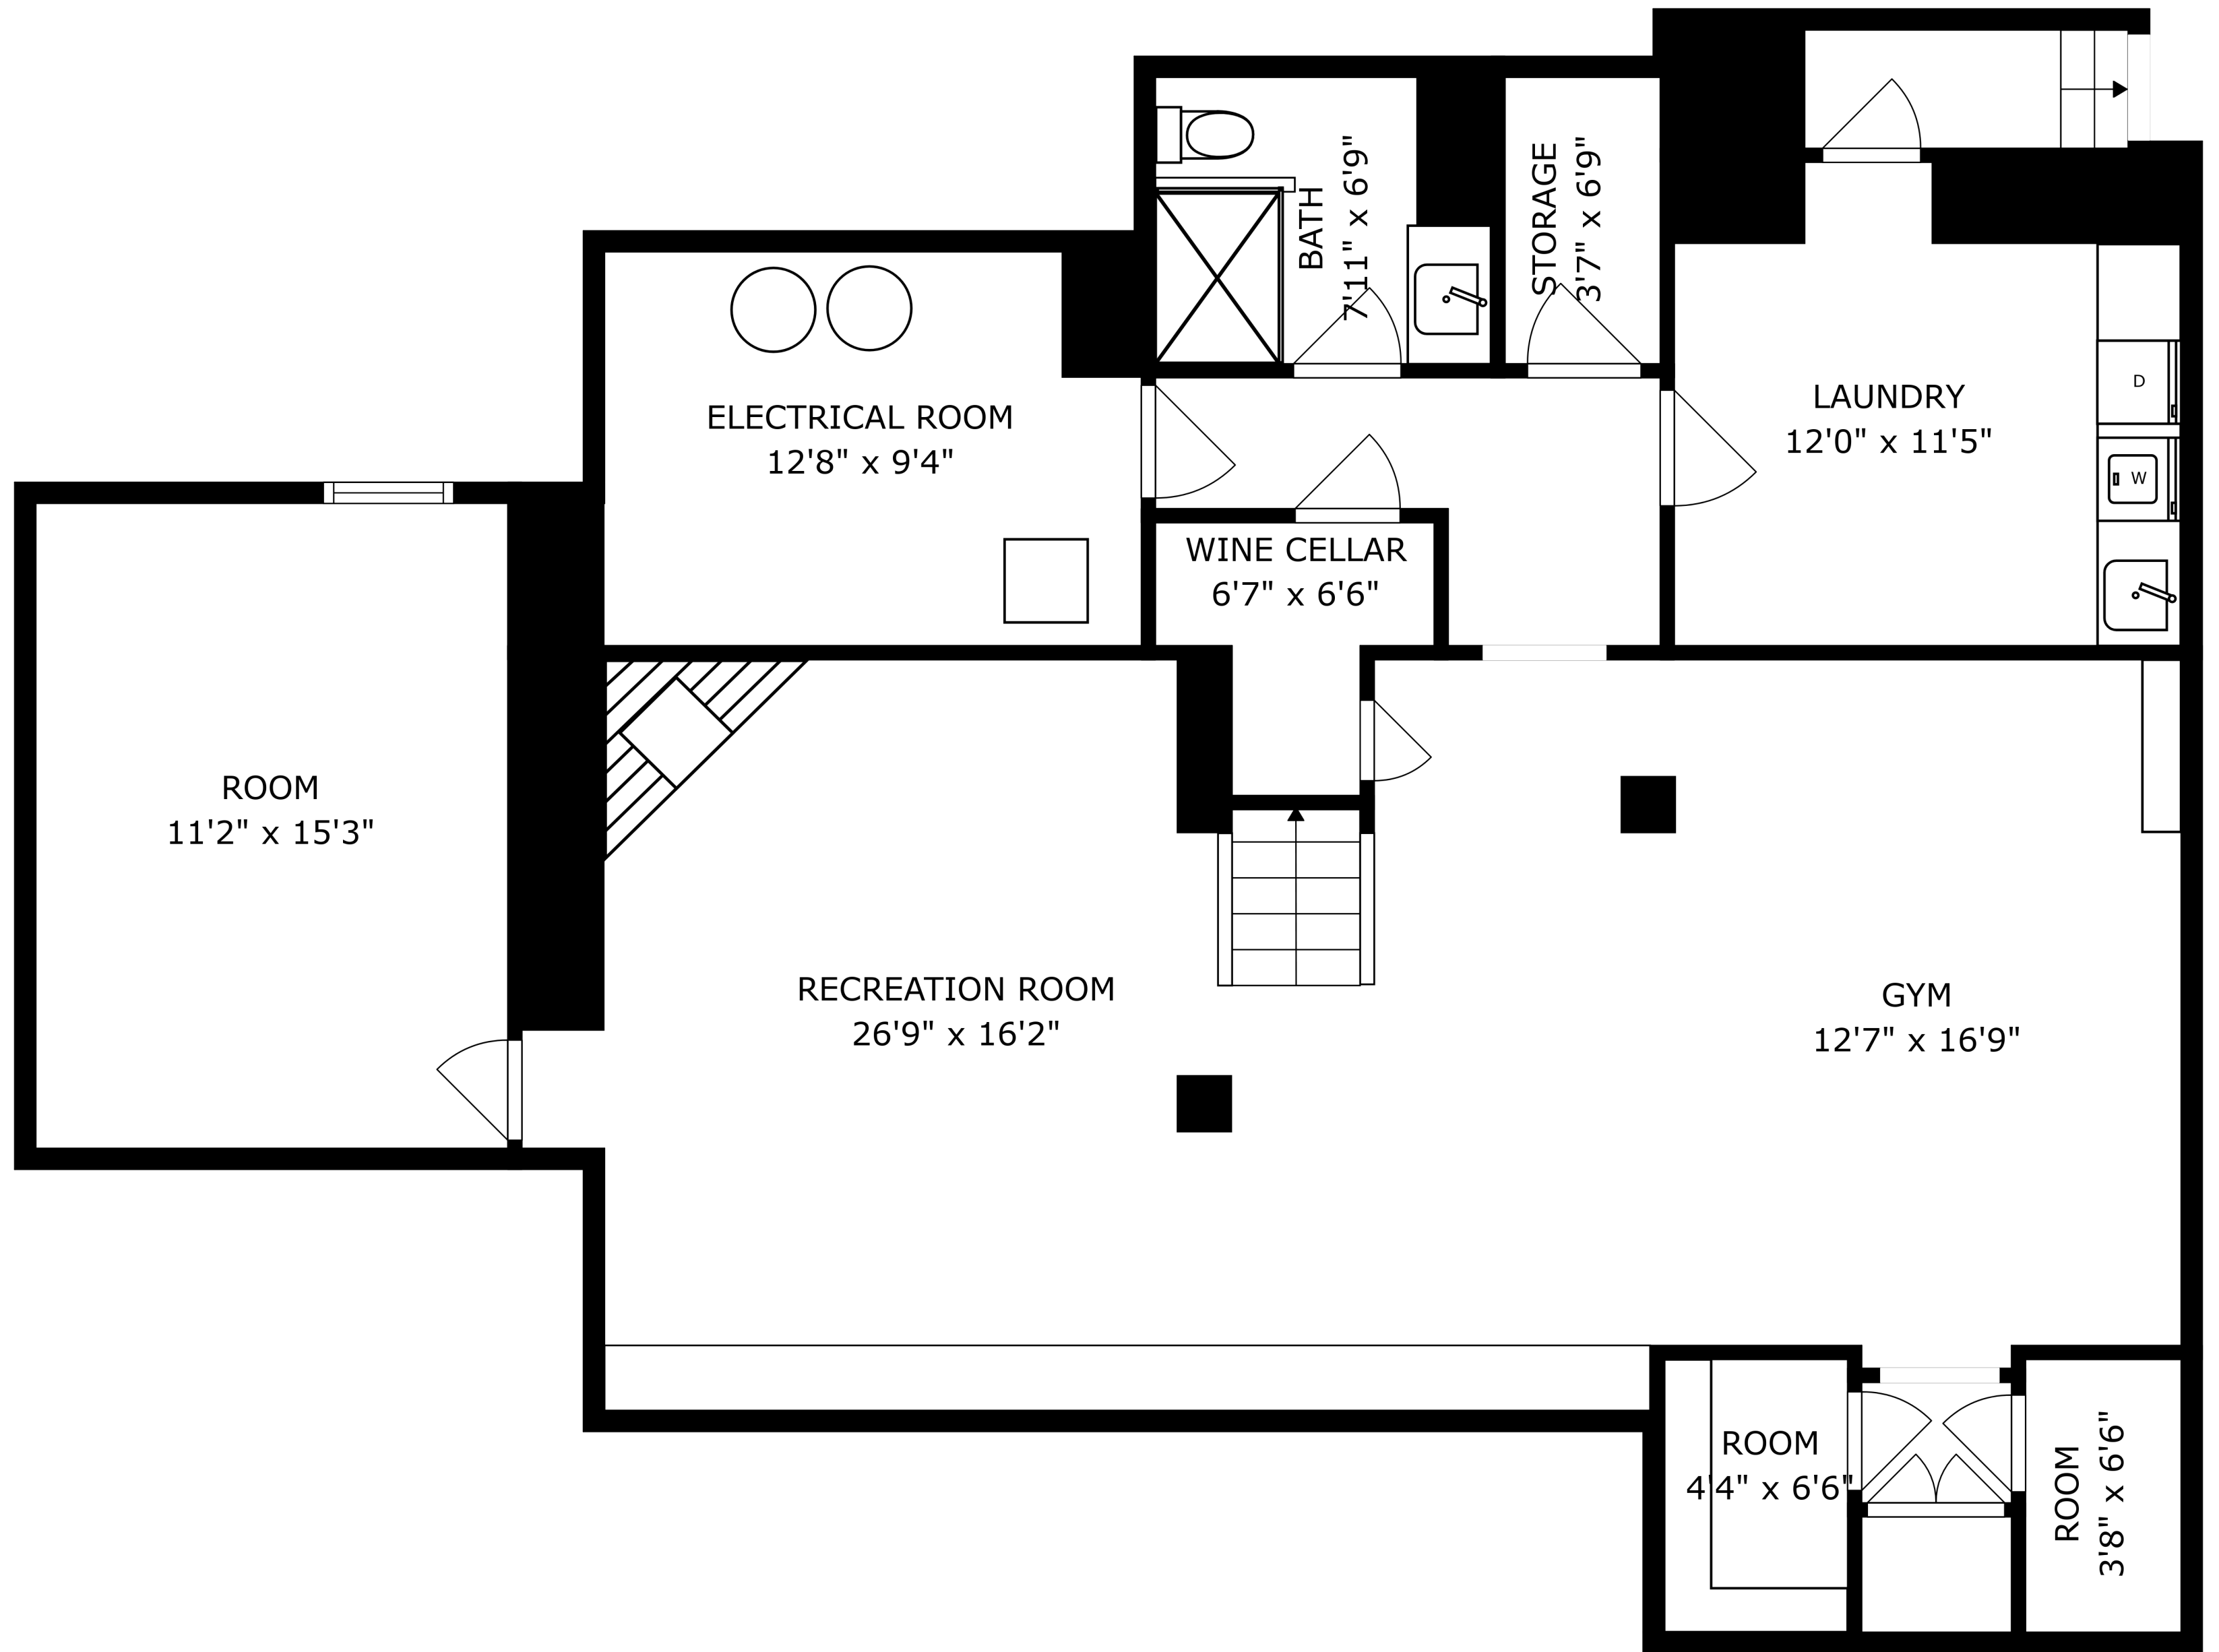 BATH
7'11" x 6'9"
STORAGE
3'7" x 6'9"
ELECTRICAL ROOM
12'8" x 9'4"
LAUNDRY
12'0" x 11'5"
D
W
WINE CELLAR
6'7" x 6'6"
ROOM
11'2" x 15'3"
RECREATION ROOM
26'9" x 16'2"
GYM
12'7" x 16'9"
ROOM
4'4" x 6'6"
ROOM
3'8" x 6'6"